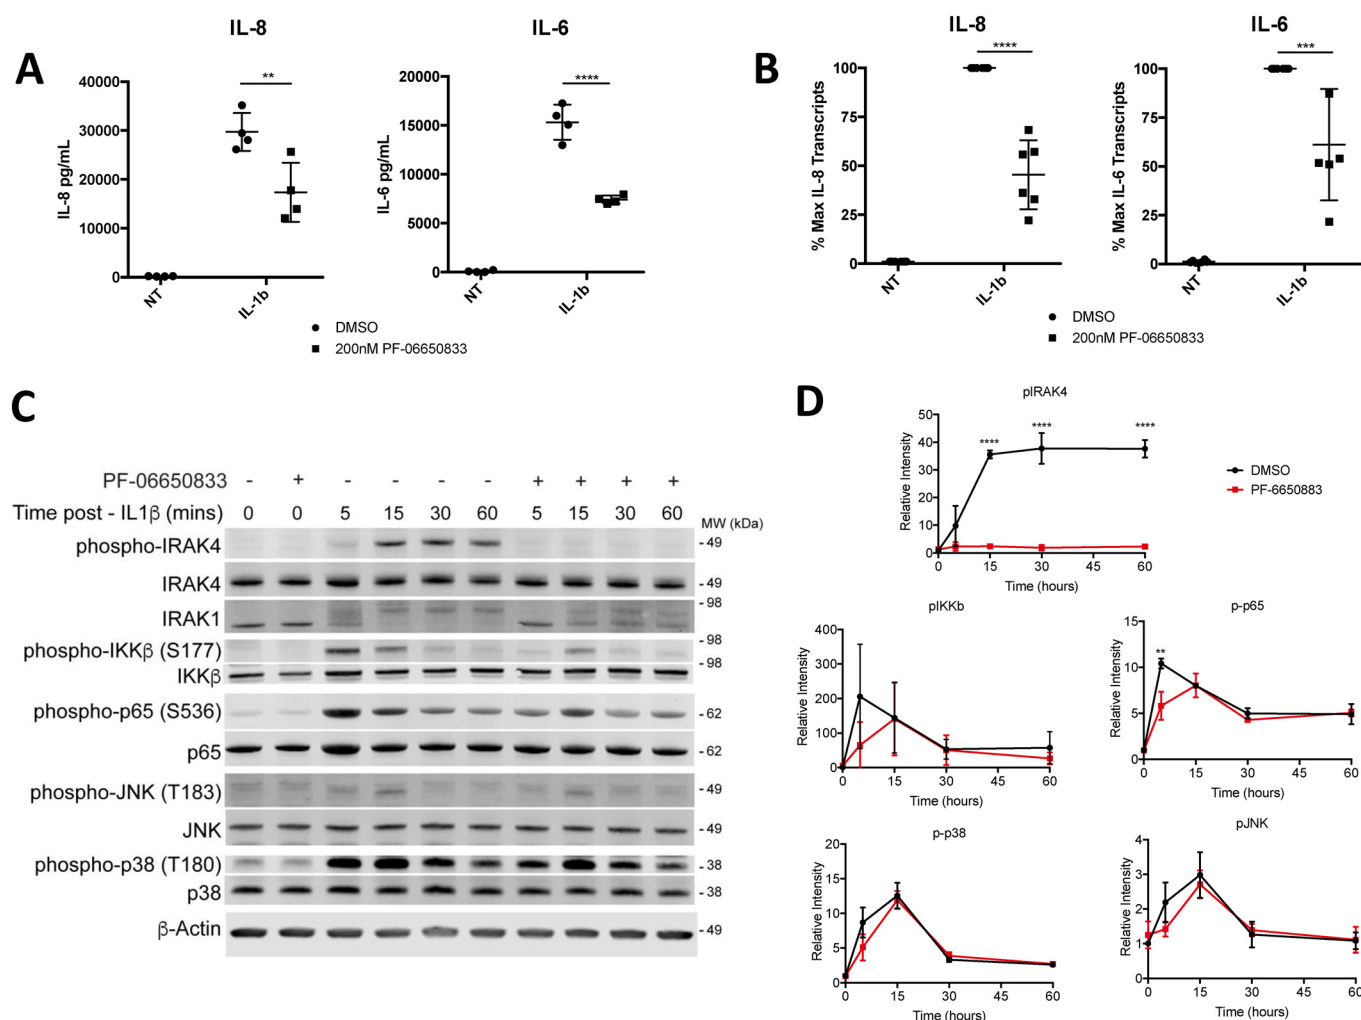 A
IL-8
IL-8 pg/mL
40000
30000
20000
10000
0
NT
IL-1b
**
IL-6
IL-6 pg/mL
20000
15000
10000
5000
0
NT
IL-1b
****
DMSO
200nM PF-06650833
B
IL-8
% Max IL-8 Transcripts
100
75
50
25
0
NT
IL-1b
****
IL-6
% Max IL-6 Transcripts
100
75
50
25
0
NT
IL-1b
***
DMSO
200nM PF-06650833
C
PF-06650833 - + - - - - + + + +
Time post - IL1β (mins) 0 0 5 15 30 60 5 15 30 60
MW (kDa)
phospho-IRAK4 - 49
IRAK4 - 49
- 98
IRAK1
phospho-IKKβ (S177) - 98
- 98
IKKβ
phospho-p65 (S536) - 62
p65 - 62
phospho-JNK (T183) - 49
JNK - 49
phospho-p38 (T180) - 38
p38 - 38
β-Actin - 49
D
pIRAK4
Relative Intensity
50
40
30
20
10
0
0 15 30 45 60
Time (hours)
**** **** ****
DMSO
PF-6650883
pIKKb
Relative Intensity
400
300
200
100
0
0 15 30 45 60
Time (hours)
p-p65
Relative Intensity
15
10
5
0
0 15 30 45 60
Time (hours)
**
p-p38
Relative Intensity
20
15
10
5
0
0 15 30 45 60
Time (hours)
pJNK
Relative Intensity
4
3
2
1
0
0 15 30 45 60
Time (hours)